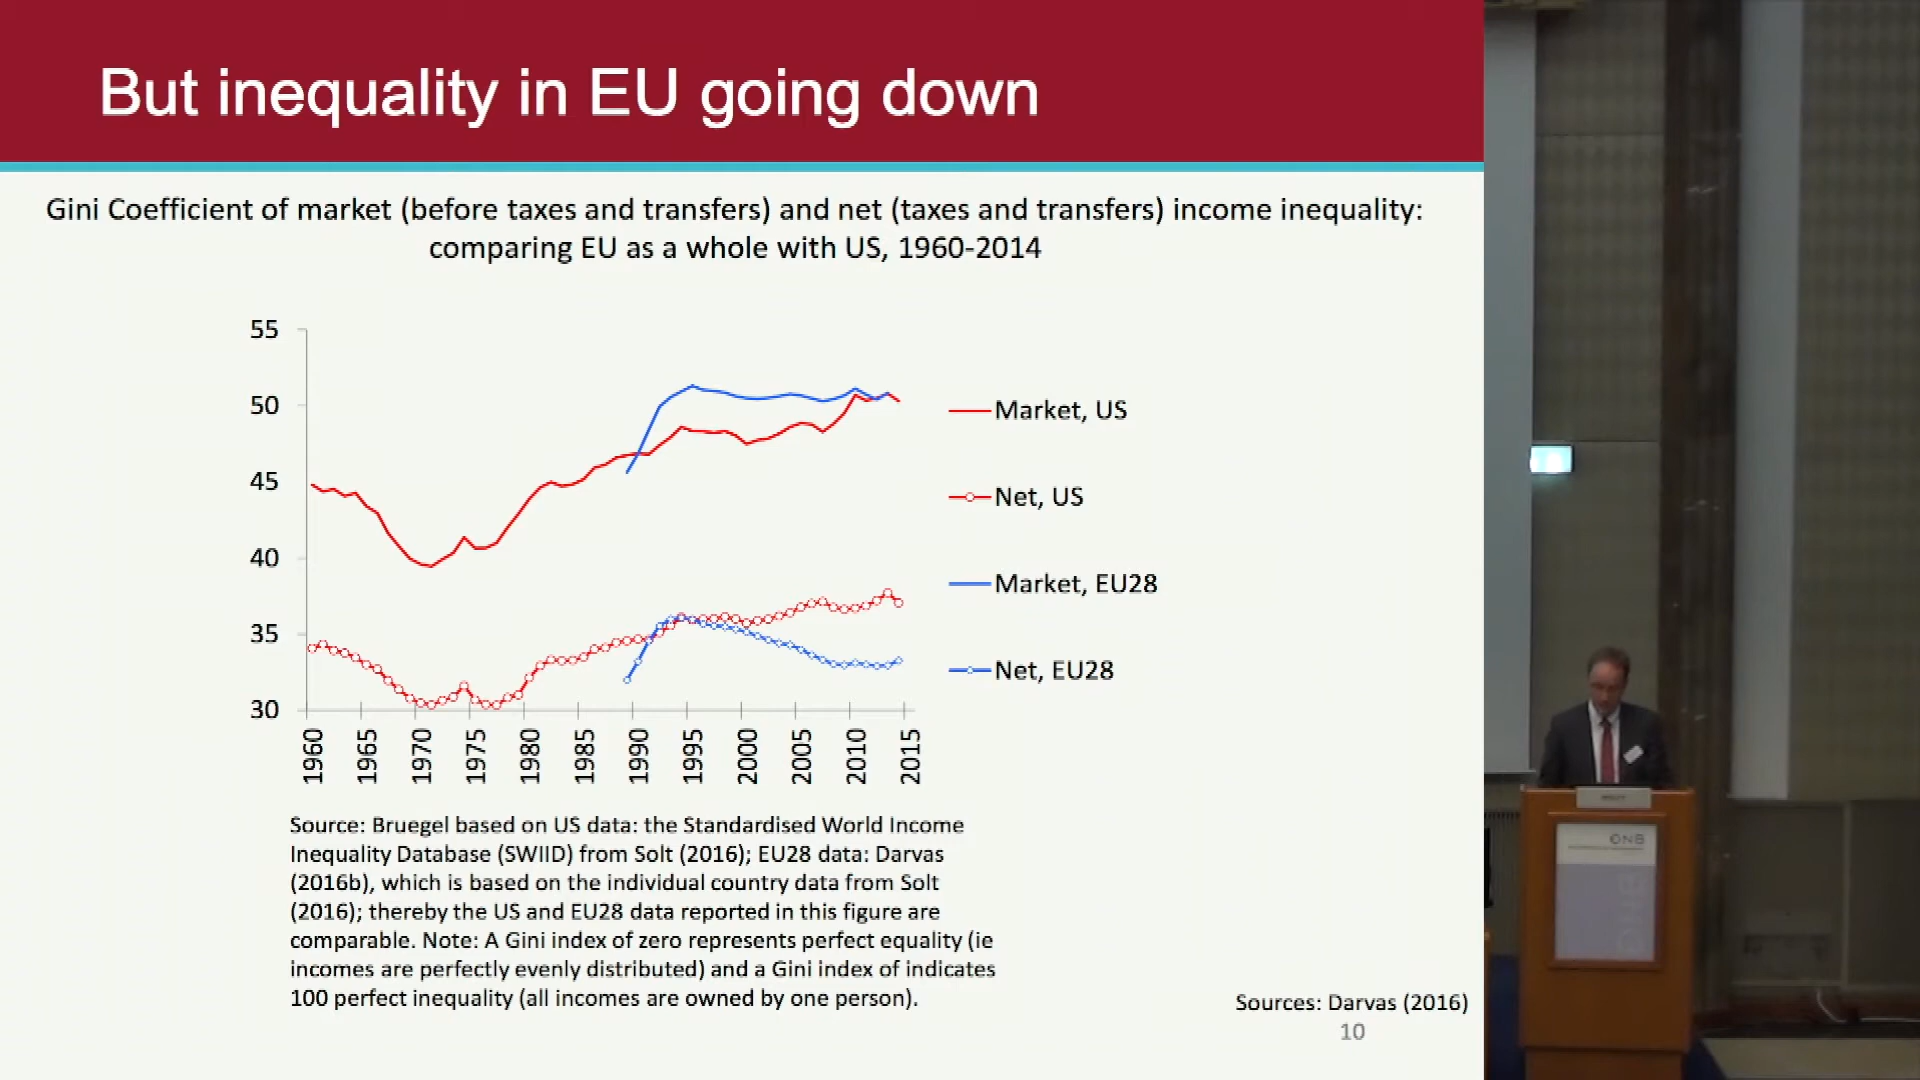 But inequality in EU going down
Gini Coefficient of market (before taxes and transfers) and net (taxes and transfers) income inequality:
comparing EU as a whole with US, 1960-2014
55
50
45
40
35
30
1960
1965
1970
1975
1980
1985
1990
1995
2000
2005
2010
2015
Market, US
Net, US
Market, EU28
Net, EU28
Source: Bruegel based on US data: the Standardised World Income
Inequality Database (SWIID) from Solt (2016); EU28 data: Darvas
(2016b), which is based on the individual country data from Solt
(2016); thereby the US and EU28 data reported in this figure are
comparable. Note: A Gini index of zero represents perfect equality (ie
incomes are perfectly evenly distributed) and a Gini index of indicates
100 perfect inequality (all incomes are owned by one person).
Sources: Darvas (2016)
10